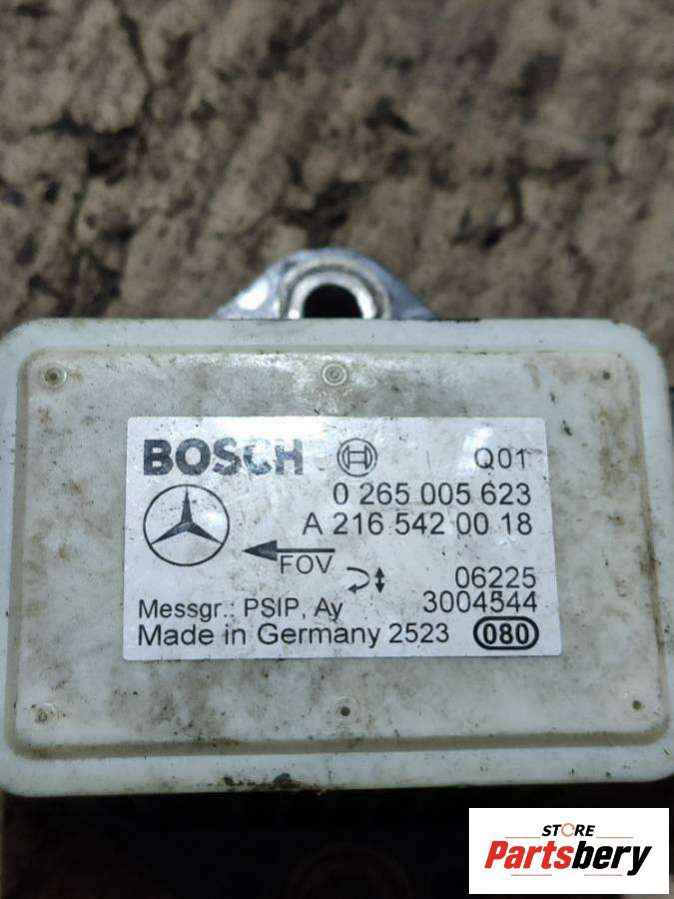 BOSCH Q01
0 265 005 623
A 216 542 00 18
FOV
06225
Messgr.: PSIP, Ay 3004544
Made in Germany 2523 080
STORE
Partsbery